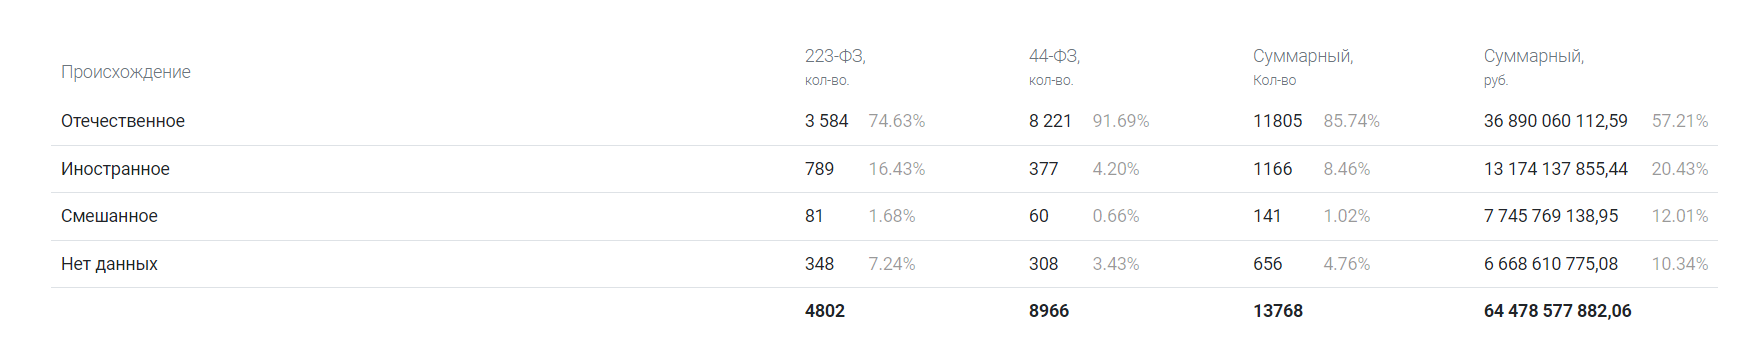 Происхождение 223-ФЗ, кол-во. 44-ФЗ, кол-во. Суммарный, Кол-во Суммарный, руб.
Отечественное 3 584 74.63% 8 221 91.69% 11805 85.74% 36 890 060 112,59 57.21%
Иностранное 789 16.43% 377 4.20% 1166 8.46% 13 174 137 855,44 20.43%
Смешанное 81 1.68% 60 0.66% 141 1.02% 7 745 769 138,95 12.01%
Нет данных 348 7.24% 308 3.43% 656 4.76% 6 668 610 775,08 10.34%
4802 8966 13768 64 478 577 882,06